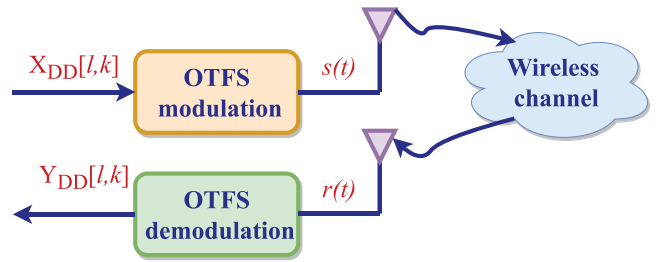 X_DD[l,k]
OTFS
modulation
s(t)
Wireless
channel
Y_DD[l,k]
OTFS
demodulation
r(t)